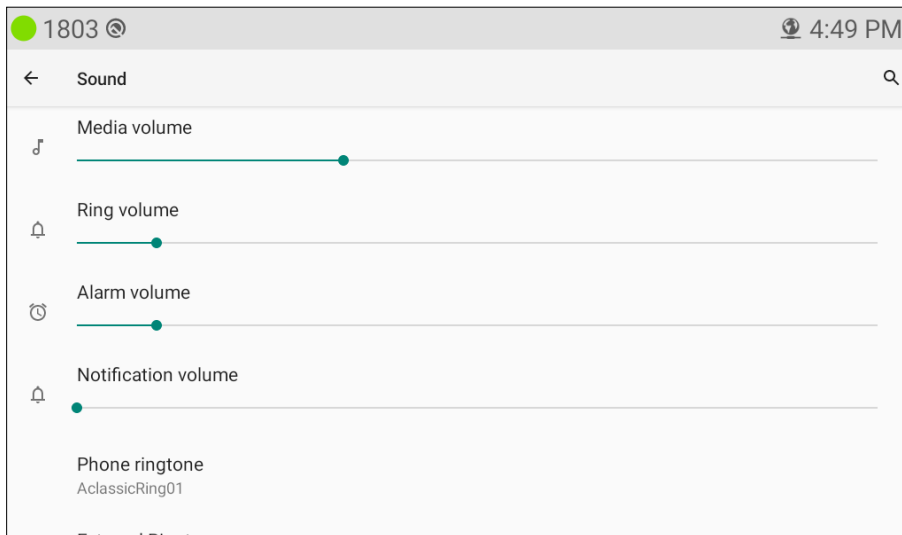 1803
4:49 PM
Sound
Media volume
Ring volume
Alarm volume
Notification volume
Phone ringtone
AclassicRing01